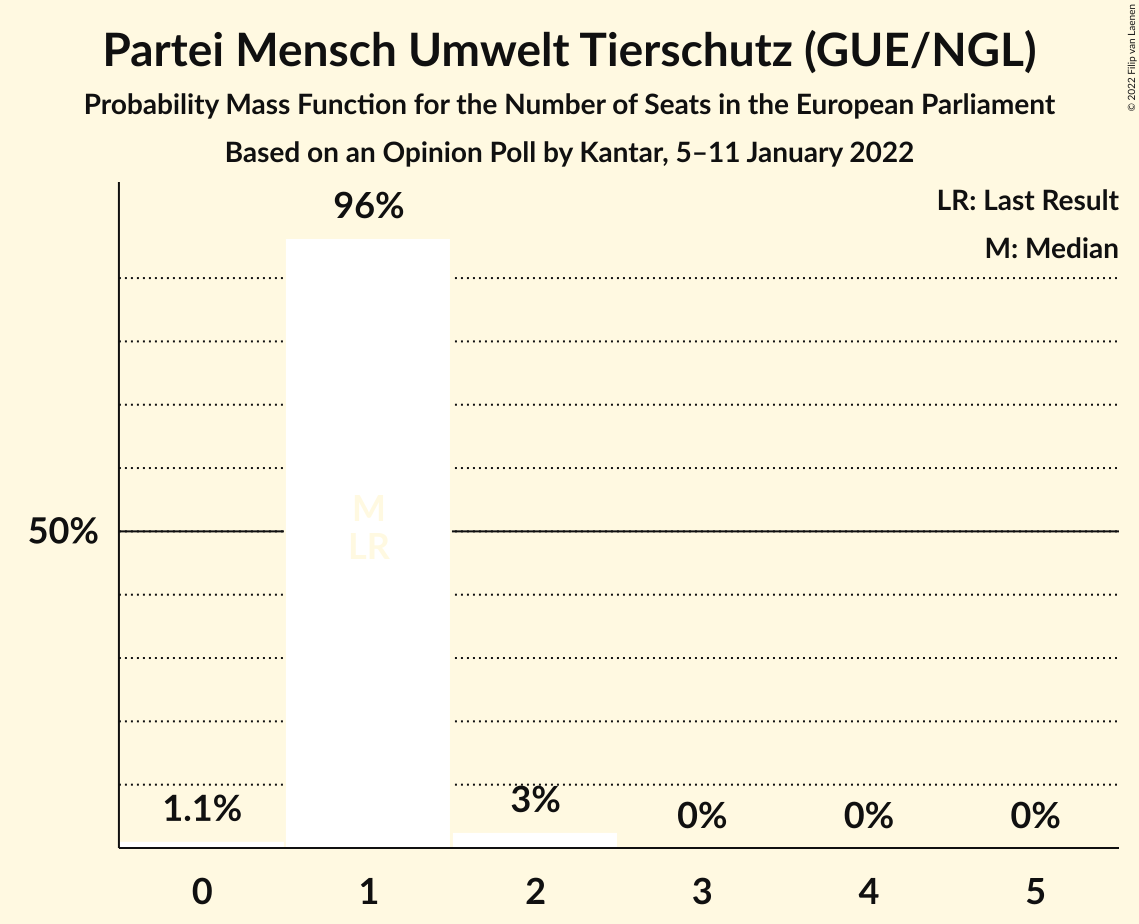 Partei Mensch Umwelt Tierschutz (GUE/NGL)
Probability Mass Function for the Number of Seats in the European Parliament
Based on an Opinion Poll by Kantar, 5–11 January 2022
© 2022 Filip van Laenen
LR: Last Result
M: Median
96%
50%
M
LR
1.1%
3%
0%
0%
0%
0
1
2
3
4
5